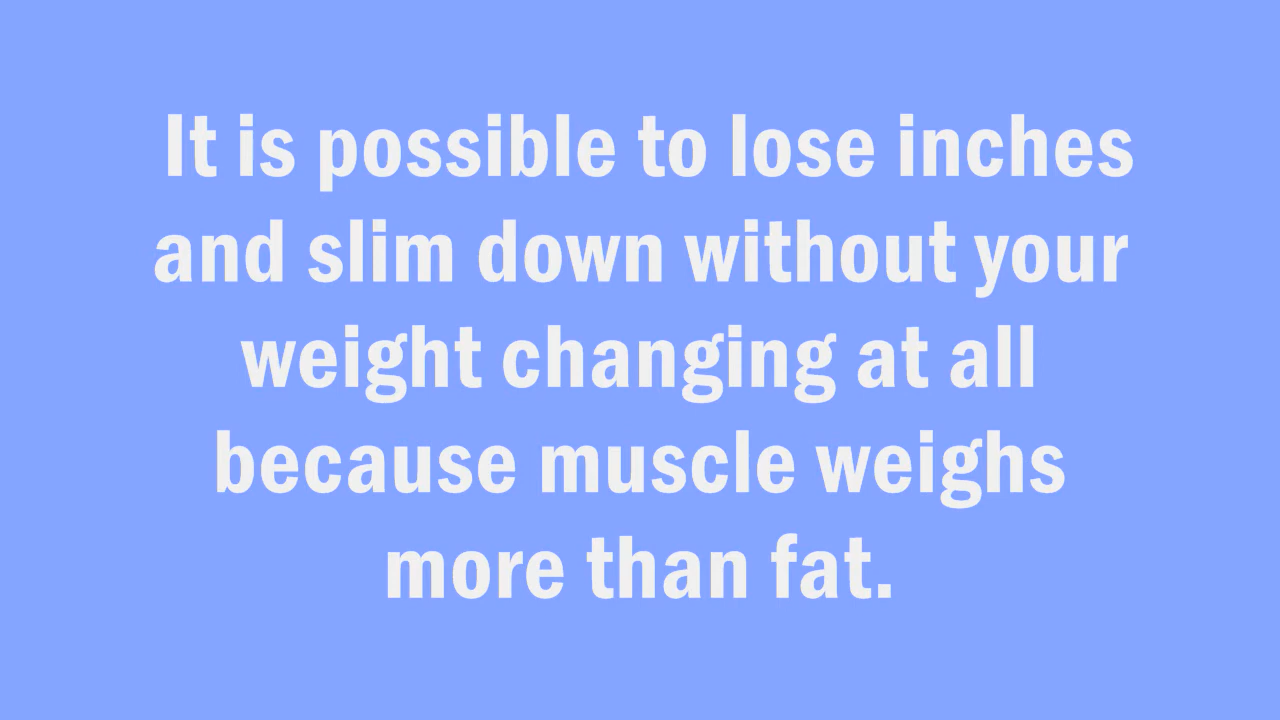 It is possible to lose inches
and slim down without your
weight changing at all
because muscle weighs
more than fat.